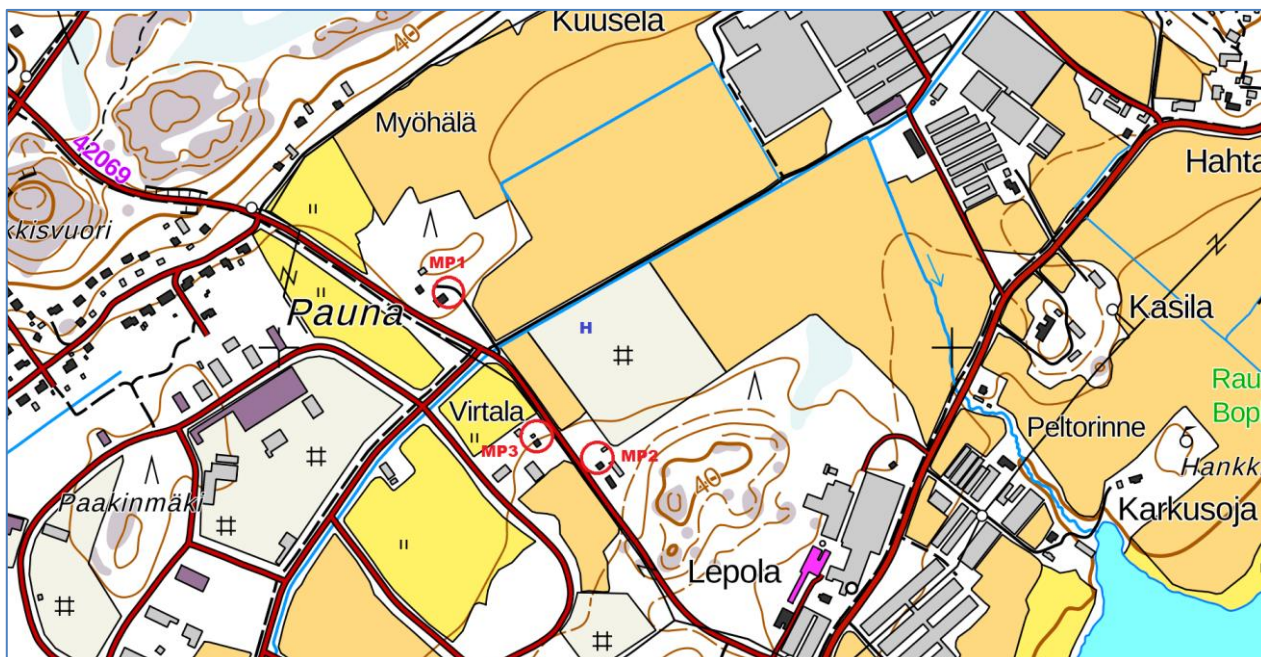 Kuusela
40
Myöhälä
42069
Hahta
kkisvuori
MP1
Pauna
Kasila
H
Rau
Bop
Virtala
Peltorinne
MP3
MP2
Hankk
40
Paakinmäki
Karkusoja
Lepola